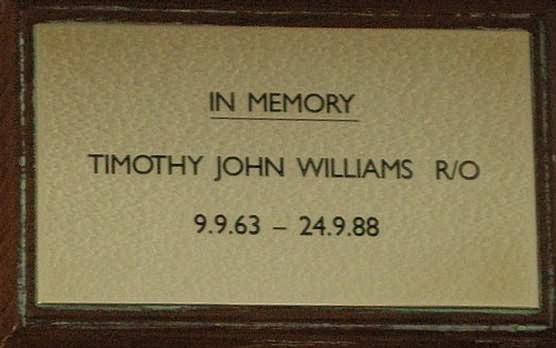 IN MEMORY
TIMOTHY JOHN WILLIAMS R/O
9.9.63 – 24.9.88